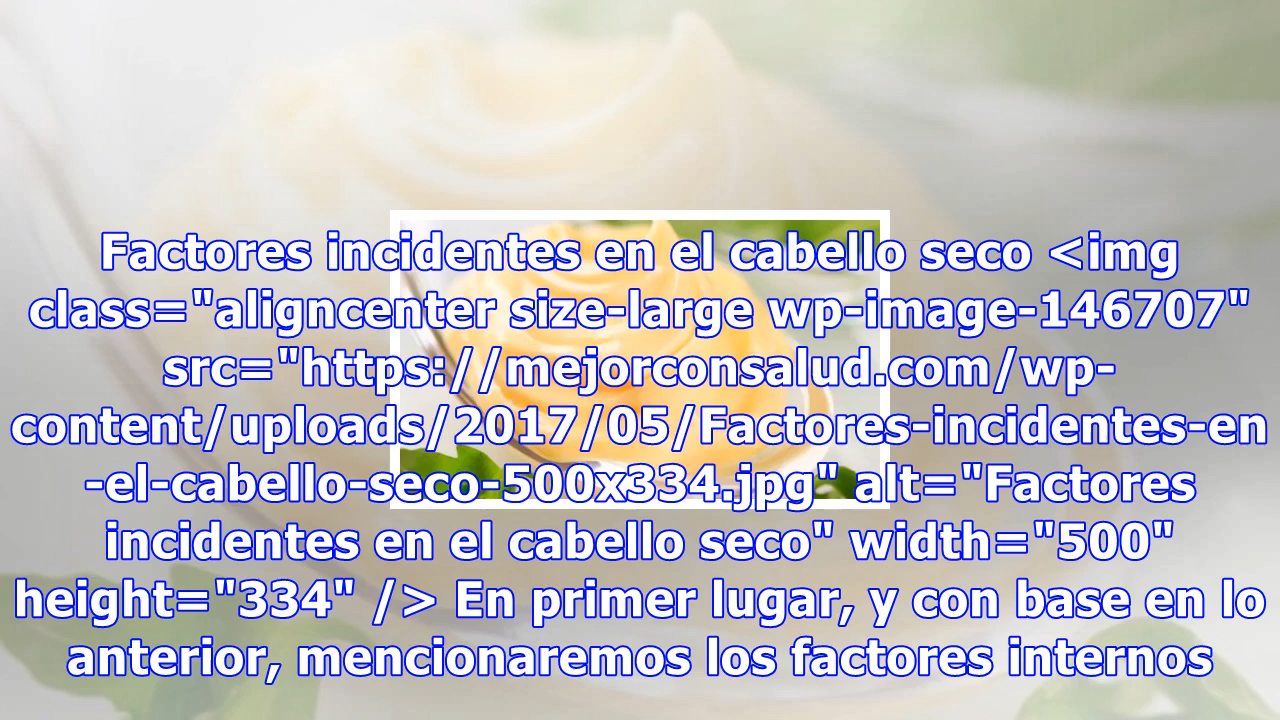 Factores incidentes en el cabello seco <img
class="aligncenter size-large wp-image-146707"
src="https://mejorconsalud.com/wp-
content/uploads/2017/05/Factores-incidentes-en
-el-cabello-seco-500x334.jpg" alt="Factores
incidentes en el cabello seco" width="500"
height="334" /> En primer lugar, y con base en lo
anterior, mencionaremos los factores internos